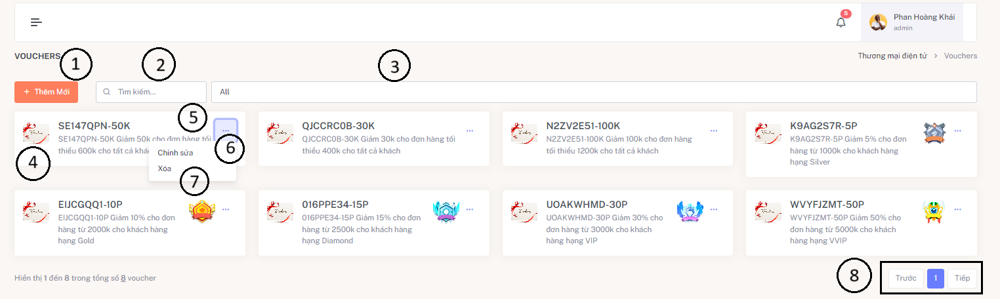 5
Phan Hoàng Khải
admin
VOUCHERS
1
2
3
Thương mại điện tử > Vouchers
+ Thêm Mới
Tìm kiếm...
All
SE147QPN-50K
5
...
SE147QPN-50K Giảm 50k cho đơn hàng tối
thiểu 600k cho tất cả khách
4
6
Chỉnh sửa
Xóa
7
QJCCRC0B-30K
...
QJCCRC0B-30K Giảm 30k cho đơn hàng tối
thiểu 400k cho tất cả khách
N2ZV2E51-100K
...
N2ZV2E51-100K Giảm 100k cho đơn hàng
tối thiểu 1200k cho tất cả khách
K9AG2S7R-5P
...
K9AG2S7R-5P Giảm 5% cho đơn
hàng từ 1000k cho khách hàng
hạng Silver
EIJCGQQ1-10P
...
EIJCGQQ1-10P Giảm 10% cho đơn
hàng từ 2000k cho khách hàng
hạng Gold
016PPE34-15P
...
016PPE34-15P Giảm 15% cho đơn
hàng từ 2500k cho khách hàng
hạng Diamond
UOAKWHMD-30P
...
UOAKWHMD-30P Giảm 30% cho
đơn hàng từ 3000k cho khách
hàng hạng VIP
WVYFJZMT-50P
...
WVYFJZMT-50P Giảm 50% cho
đơn hàng từ 5000k cho khách
hàng hạng VVIP
Hiển thị 1 đến 8 trong tổng số 8 voucher
8
Trước
1
Tiếp